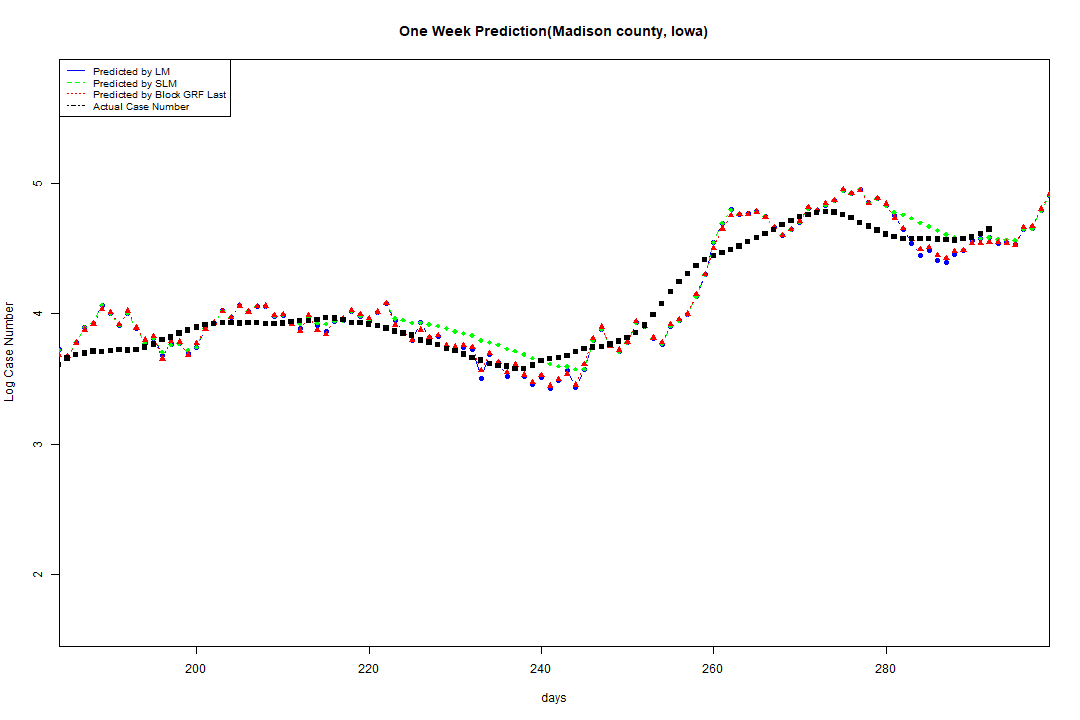 One Week Prediction(Madison county, Iowa)
Predicted by LM
Predicted by SLM
Predicted by Block GRF Last
Actual Case Number
5
4
3
2
Log Case Number
200 220 240 260 280
days